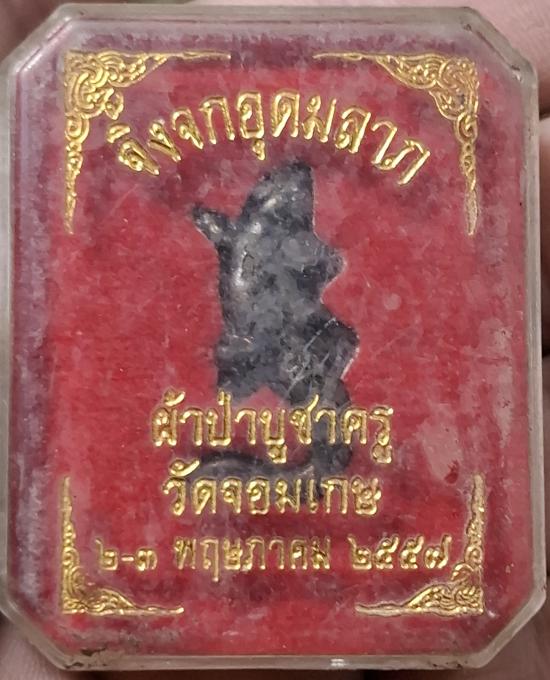 จิ้งจกอุดมลาภ
ผ้าป่าบูชาครู
วัดจอมเกษ
๒-๓ พฤษภาคม ๒๕๕๗